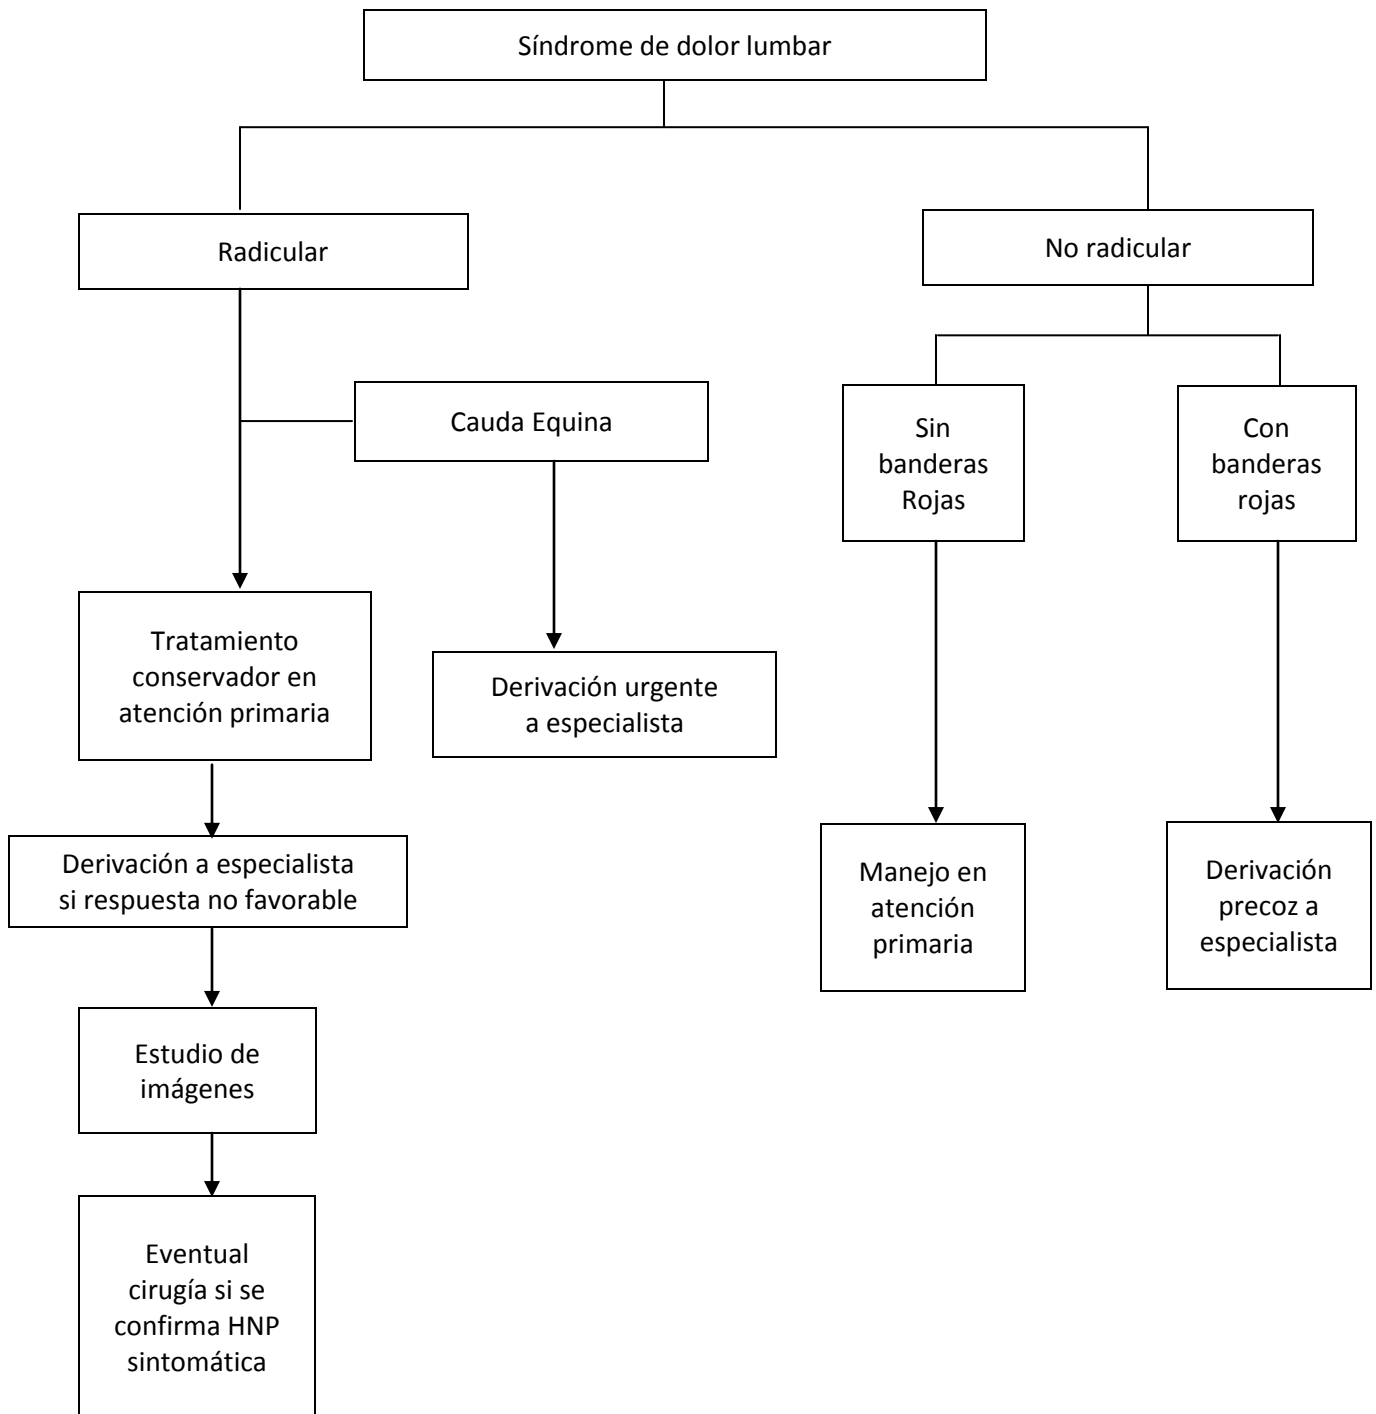 Síndrome de dolor lumbar
Radicular
No radicular
Cauda Equina
Sin
banderas
Rojas
Con
banderas
rojas
Tratamiento
conservador en
atención primaria
Derivación urgente
a especialista
Derivación a especialista
si respuesta no favorable
Manejo en
atención
primaria
Derivación
precoz a
especialista
Estudio de
imágenes
Eventual
cirugía si se
confirma HNP
sintomática